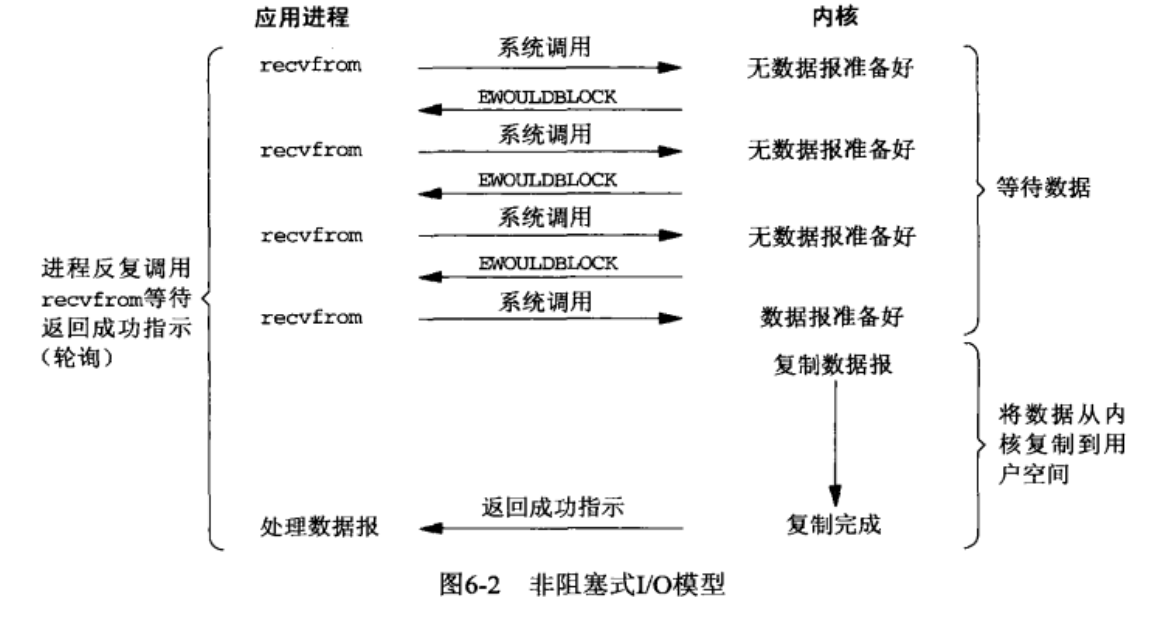 应用进程
内核
recvfrom
系统调用
无数据报准备好
EWOULDBLOCK
recvfrom
系统调用
无数据报准备好
EWOULDBLOCK
recvfrom
系统调用
无数据报准备好
EWOULDBLOCK
recvfrom
系统调用
数据报准备好
等待数据
进程反复调用
recvfrom等待
返回成功指示
（轮询）
复制数据报
将数据从内
核复制到用
户空间
处理数据报
返回成功指示
复制完成
图6-2 非阻塞式I/O模型